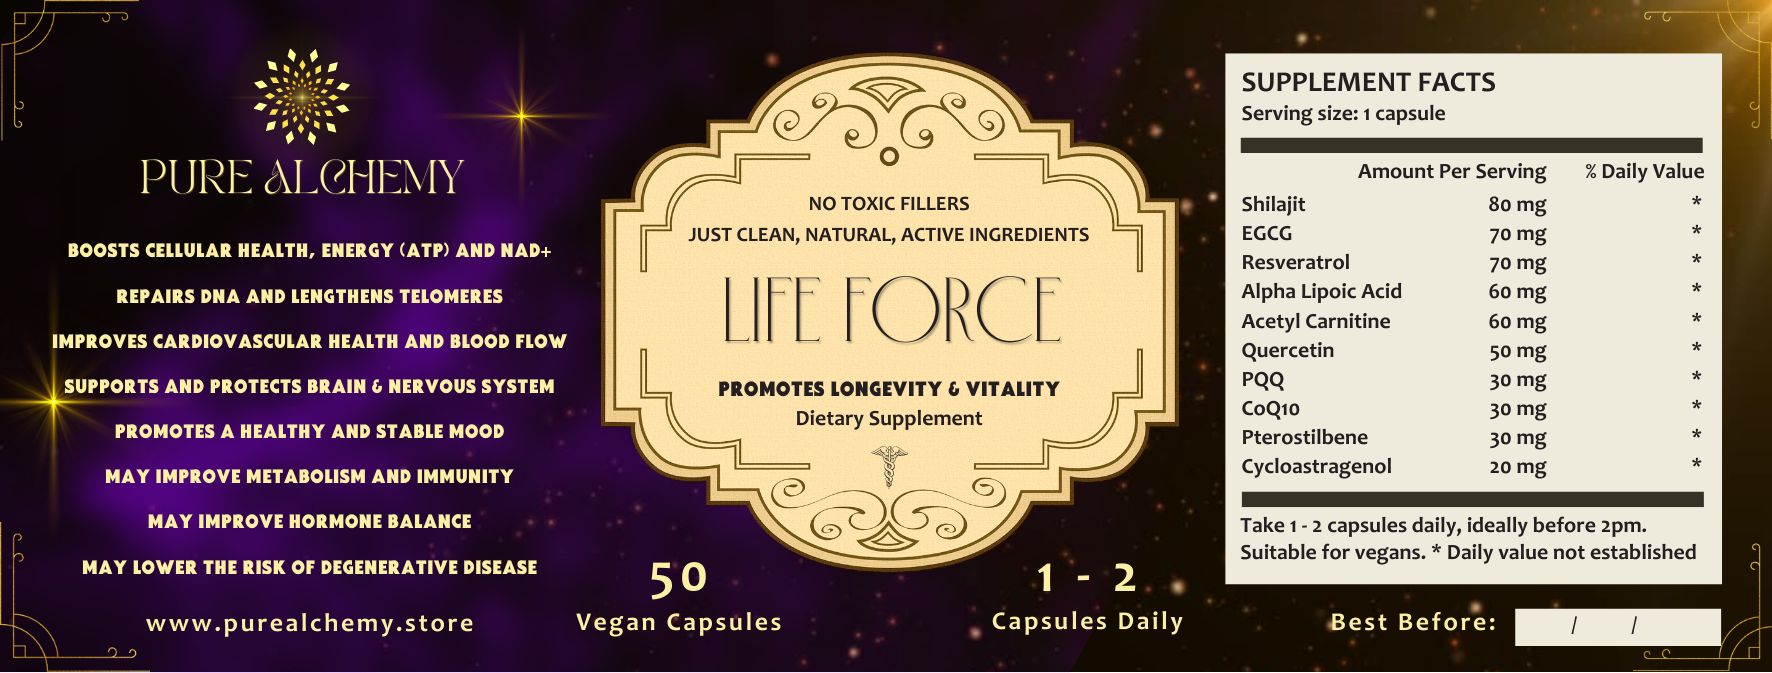 PURE ALCHEMY
BOOSTS CELLULAR HEALTH, ENERGY (ATP) AND NAD+
REPAIRS DNA AND LENGTHENS TELOMERES
IMPROVES CARDIOVASCULAR HEALTH AND BLOOD FLOW
SUPPORTS AND PROTECTS BRAIN & NERVOUS SYSTEM
PROMOTES A HEALTHY AND STABLE MOOD
MAY IMPROVE METABOLISM AND IMMUNITY
MAY IMPROVE HORMONE BALANCE
MAY LOWER THE RISK OF DEGENERATIVE DISEASE
www.purealchemy.store
NO TOXIC FILLERS
JUST CLEAN, NATURAL, ACTIVE INGREDIENTS
LIFE FORCE
PROMOTES LONGEVITY & VITALITY
Dietary Supplement
50
Vegan Capsules
1 - 2
Capsules Daily
SUPPLEMENT FACTS
Serving size: 1 capsule
Amount Per Serving % Daily Value
Shilajit 80 mg *
EGCG 70 mg *
Resveratrol 70 mg *
Alpha Lipoic Acid 60 mg *
Acetyl Carnitine 60 mg *
Quercetin 50 mg *
PQQ 30 mg *
CoQ10 30 mg *
Pterostilbene 30 mg *
Cycloastragenol 20 mg *
Take 1 - 2 capsules daily, ideally before 2pm.
Suitable for vegans. * Daily value not established
Best Before: / /